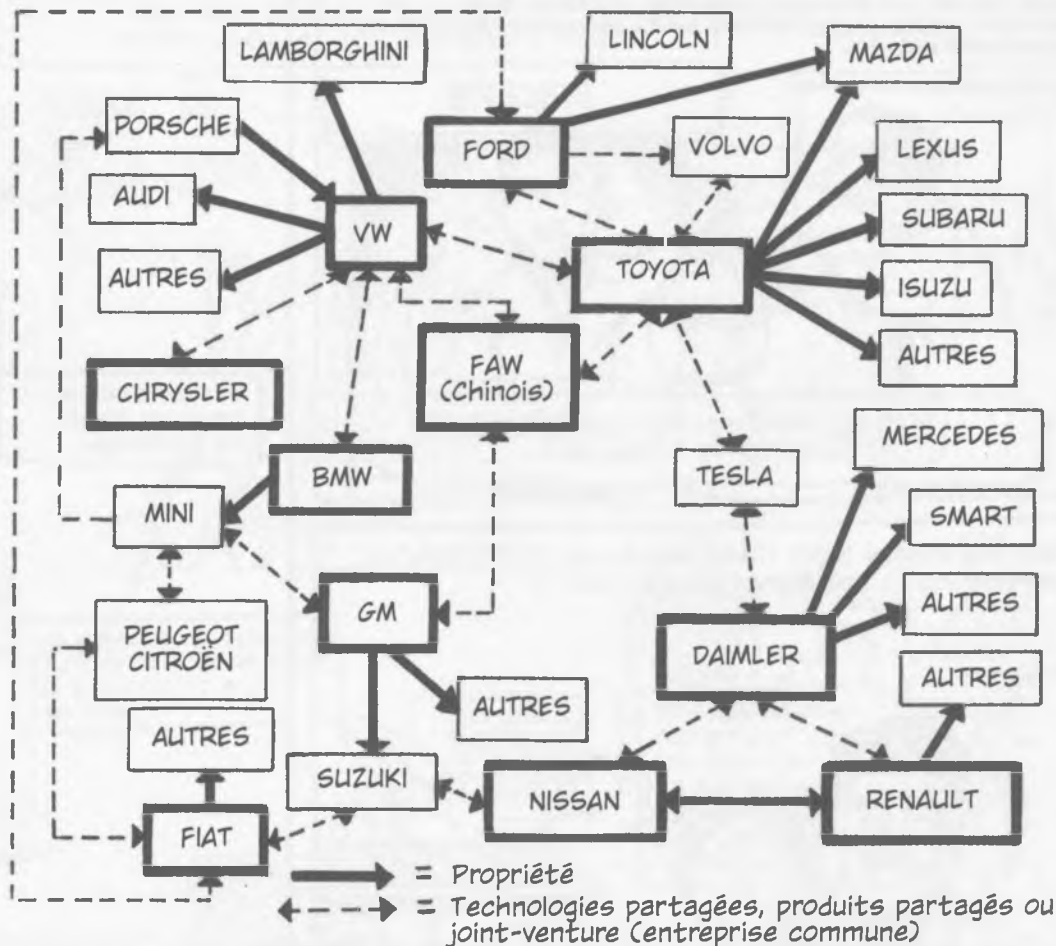 LAMBORGHINI
LINCOLN
MAZDA
PORSCHE
FORD
VOLVO
LEXUS
AUDI
VW
SUBARU
TOYOTA
AUTRES
ISUZU
FAW
(Chinois)
AUTRES
CHRYSLER
MERCEDES
BMW
TESLA
MINI
SMART
GM
AUTRES
PEUGEOT
CITROËN
DAIMLER
AUTRES
AUTRES
AUTRES
SUZUKI
NISSAN
RENAULT
FIAT
= Propriété
= Technologies partagées, produits partagés ou
joint-venture (entreprise commune)